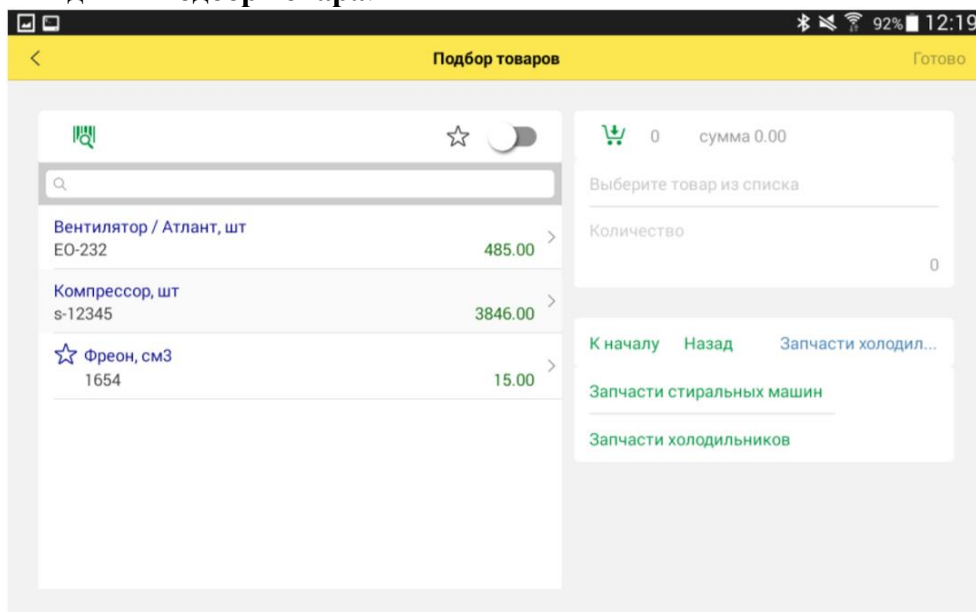 92% 12:19
Подбор товаров
Готово
0 сумма 0.00
Выберите товар из списка
Вентилятор / Атлант, шт
EO-232
485.00
Количество
0
Компрессор, шт
s-12345
3846.00
Фреон, см3
1654
15.00
К началу Назад Запчасти холодил...
Запчасти стиральных машин
Запчасти холодильников